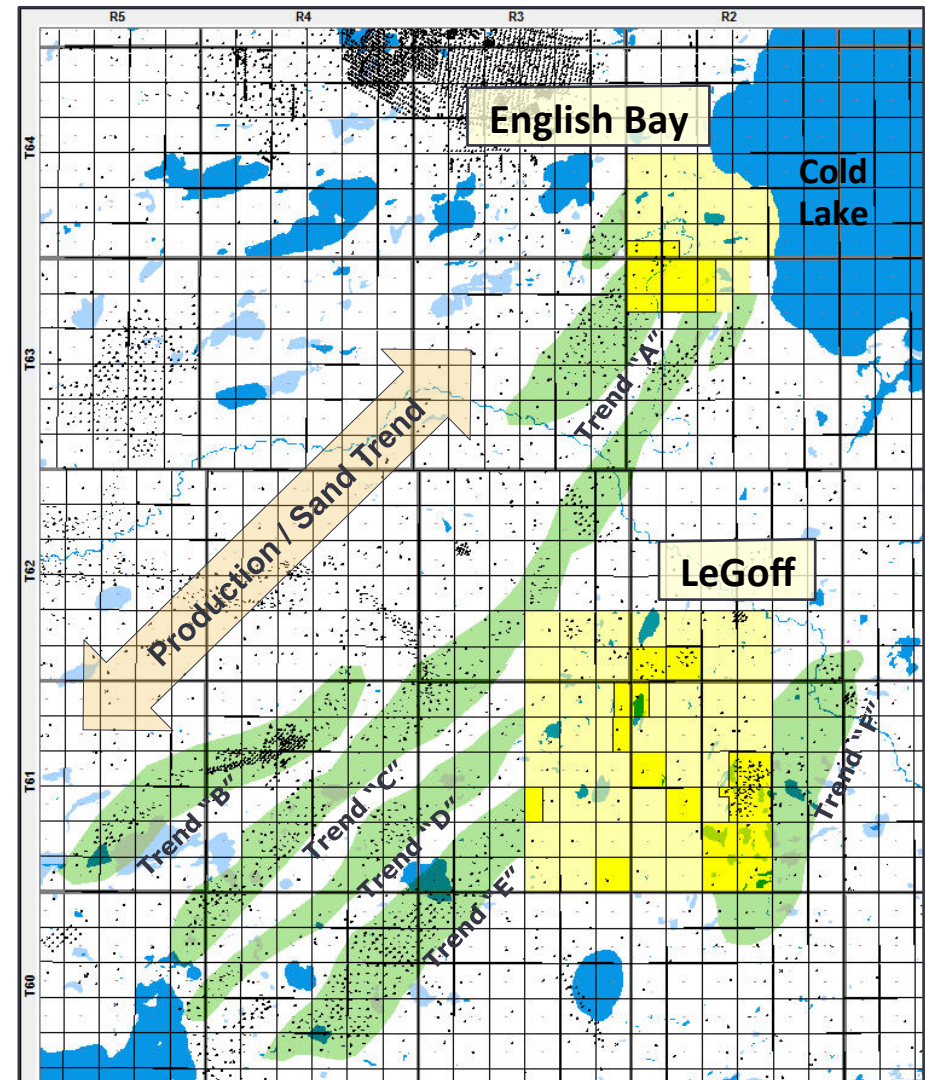 R5 R4 R3 R2
T64
English Bay
Cold
Lake
T63
Trend “A”
Production / Sand Trend
T62
LeGoff
T61
Trend “B”
Trend “C”
Trend “D”
Trend “E”
Trend “F”
T60